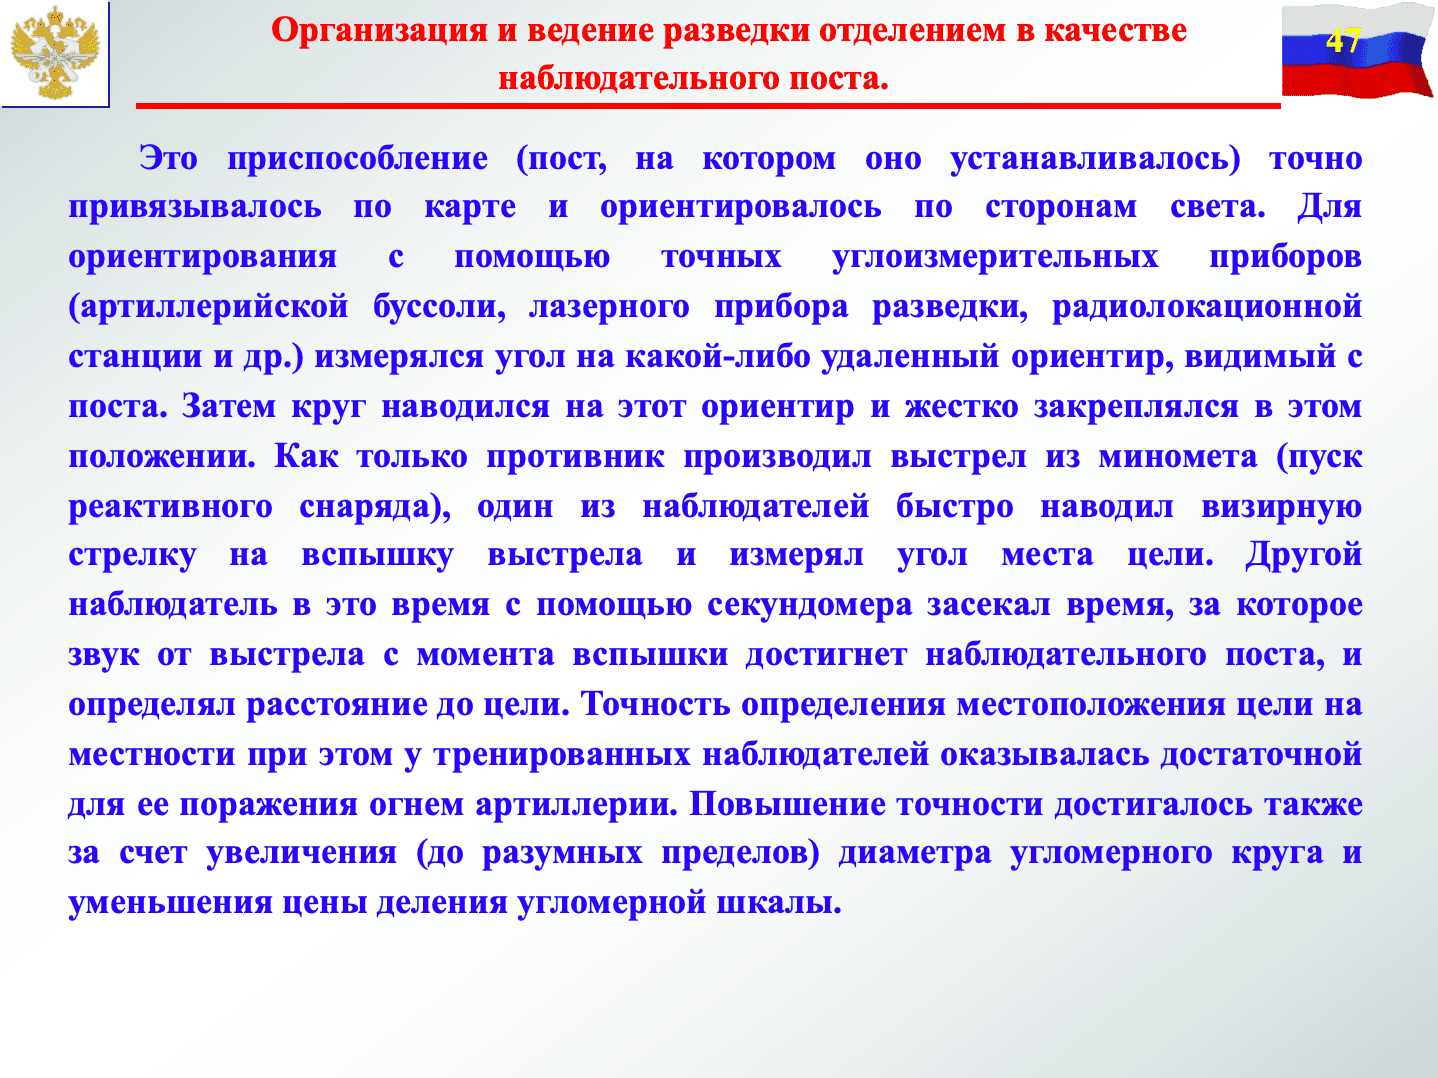 Организация и ведение разведки отделением в качестве
наблюдательного поста.
47
Это приспособление (пост, на котором оно устанавливалось) точно
привязывалось по карте и ориентировалось по сторонам света. Для
ориентирования с помощью точных углоизмерительных приборов
(артиллерийской буссоли, лазерного прибора разведки, радиолокационной
станции и др.) измерялся угол на какой-либо удаленный ориентир, видимый с
поста. Затем круг наводился на этот ориентир и жестко закреплялся в этом
положении. Как только противник производил выстрел из миномета (пуск
реактивного снаряда), один из наблюдателей быстро наводил визирную
стрелку на вспышку выстрела и измерял угол места цели. Другой
наблюдатель в это время с помощью секундомера засекал время, за которое
звук от выстрела с момента вспышки достигнет наблюдательного поста, и
определял расстояние до цели. Точность определения местоположения цели на
местности при этом у тренированных наблюдателей оказывалась достаточной
для ее поражения огнем артиллерии. Повышение точности достигалось также
за счет увеличения (до разумных пределов) диаметра угломерного круга и
уменьшения цены деления угломерной шкалы.